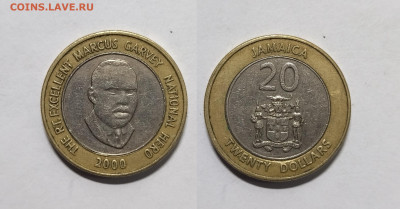 COINS.LAVE.RU
THE RT. EXCELLENT MARCUS GARVEY NATIONAL HERO
2000
JAMAICA
20
TWENTY DOLLARS